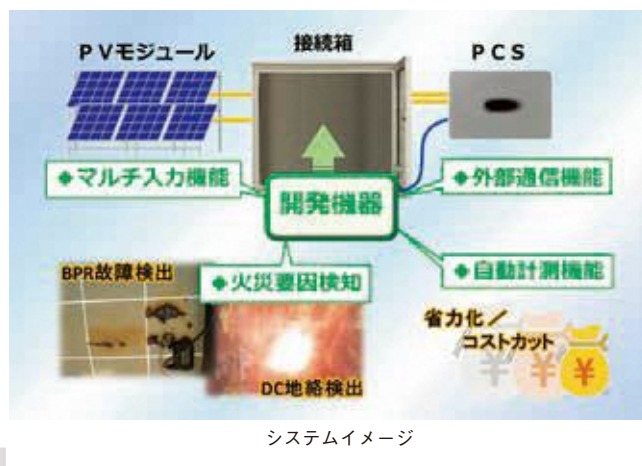 PVモジュール
接続箱
PCS
◆マルチ入力機能
開発機器
◆外部通信機能
BPR故障検出
◆火災要因検知
◆自動計測機能
DC地絡検出
省力化／
コストカット
¥ ¥ ¥
システムイメージ